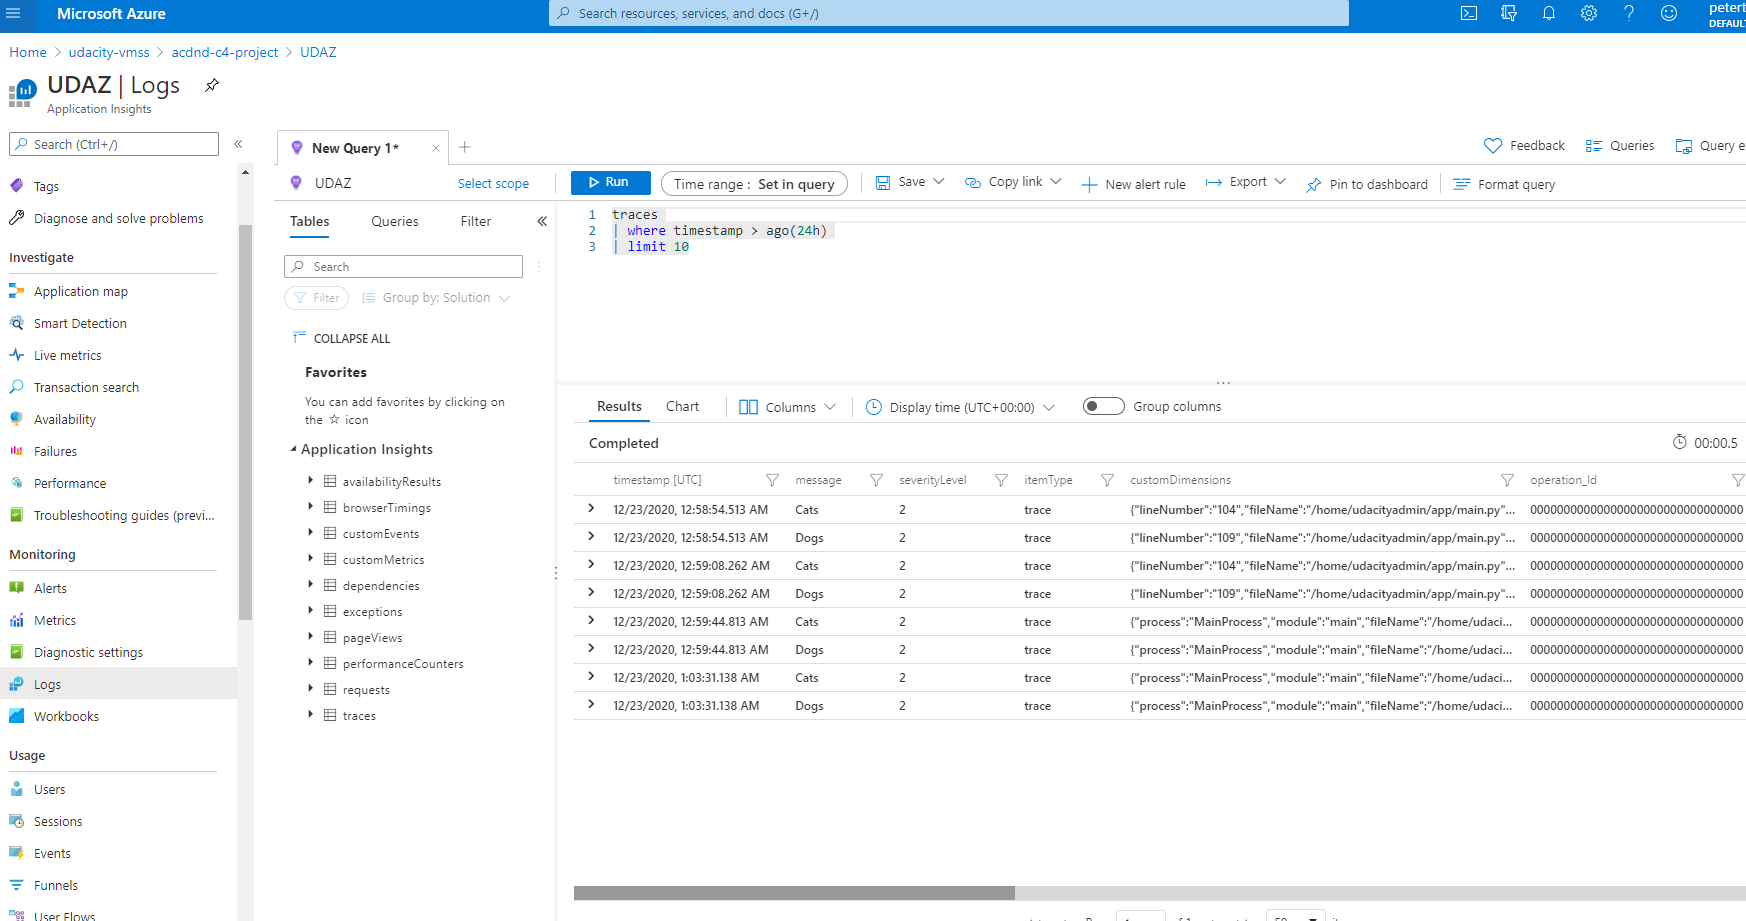 Microsoft Azure
Search resources, services, and docs (G+/)
petert
DEFAUL
Home > udacity-vmss > acdnd-c4-project > UDAZ
UDAZ | Logs
Application Insights
Search (Ctrl+/)
Tags
Diagnose and solve problems
Investigate
Application map
Smart Detection
Live metrics
Transaction search
Availability
Failures
Performance
Troubleshooting guides (previ...
Monitoring
Alerts
Metrics
Diagnostic settings
Logs
Workbooks
Usage
Users
Sessions
Events
Funnels
User Flows
New Query 1*
Feedback
Queries
Query e
UDAZ
Select scope
Run
Time range : Set in query
Save
Copy link
New alert rule
Export
Pin to dashboard
Format query
Tables
Queries
Filter
Search
Filter
Group by: Solution
COLLAPSE ALL
Favorites
You can add favorites by clicking on
the ☆ icon
Application Insights
availabilityResults
browserTimings
customEvents
customMetrics
dependencies
exceptions
pageViews
performanceCounters
requests
traces
1 traces
2 | where timestamp > ago(24h)
3 | limit 10
Results
Chart
Columns
Display time (UTC+00:00)
Group columns
Completed
00:00.5
timestamp [UTC] message severityLevel itemType customDimensions operation_Id
12/23/2020, 12:58:54.513 AM Cats 2 trace {"lineNumber":"104","fileName":"/home/udacityadmin/app/main.py"... 00000000000000000000000000000000
12/23/2020, 12:58:54.513 AM Dogs 2 trace {"lineNumber":"109","fileName":"/home/udacityadmin/app/main.py"... 00000000000000000000000000000000
12/23/2020, 12:59:08.262 AM Cats 2 trace {"lineNumber":"104","fileName":"/home/udacityadmin/app/main.py"... 00000000000000000000000000000000
12/23/2020, 12:59:08.262 AM Dogs 2 trace {"lineNumber":"109","fileName":"/home/udacityadmin/app/main.py"... 00000000000000000000000000000000
12/23/2020, 12:59:44.813 AM Cats 2 trace {"process":"MainProcess","module":"main","fileName":"/home/udaci... 00000000000000000000000000000000
12/23/2020, 12:59:44.813 AM Dogs 2 trace {"process":"MainProcess","module":"main","fileName":"/home/udaci... 00000000000000000000000000000000
12/23/2020, 1:03:31.138 AM Cats 2 trace {"process":"MainProcess","module":"main","fileName":"/home/udaci... 00000000000000000000000000000000
12/23/2020, 1:03:31.138 AM Dogs 2 trace {"process":"MainProcess","module":"main","fileName":"/home/udaci... 00000000000000000000000000000000